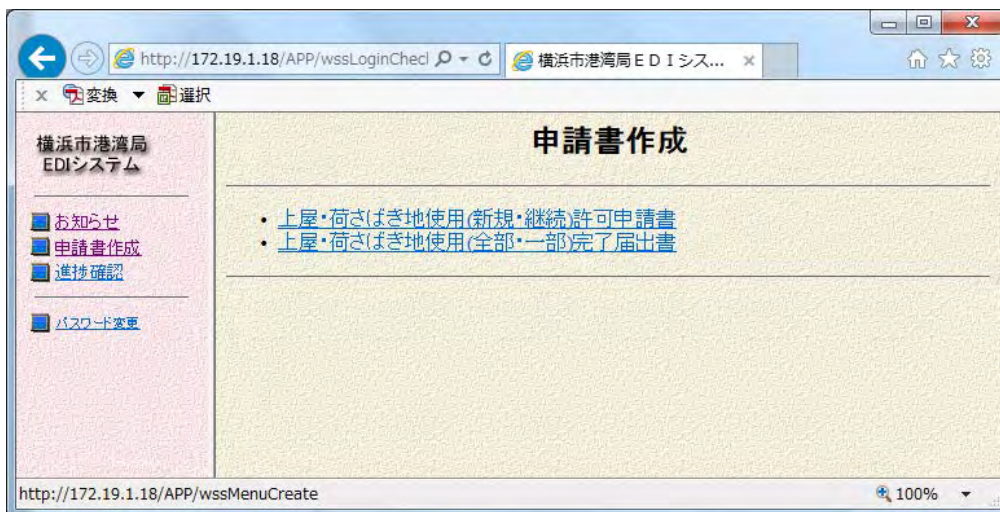 http://172.19.1.18/APP/wssLoginChecl
横浜市港湾局ＥＤＩシス...
変換
選択
横浜市港湾局
EDIシステム
お知らせ
申請書作成
進捗確認
パスワード変更
申請書作成
• 上屋・荷さばき地使用(新規・継続)許可申請書
• 上屋・荷さばき地使用(全部・一部)完了届出書
http://172.19.1.18/APP/wssMenuCreate
100%